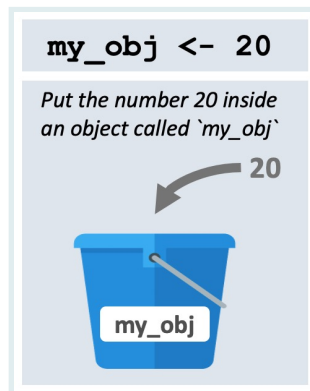 my_obj <- 20
Put the number 20 inside
an object called `my_obj`
20
my_obj